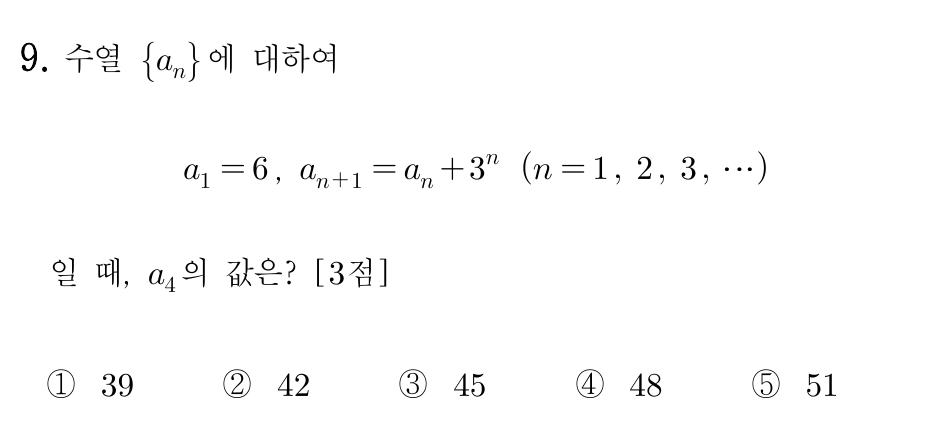 9. 수열 {aₙ}에 대하여
a₁=6, aₙ₊₁=aₙ+3ⁿ (n=1, 2, 3, ⋯)
일 때, a₄의 값은? [3점]
① 39 ② 42 ③ 45 ④ 48 ⑤ 51